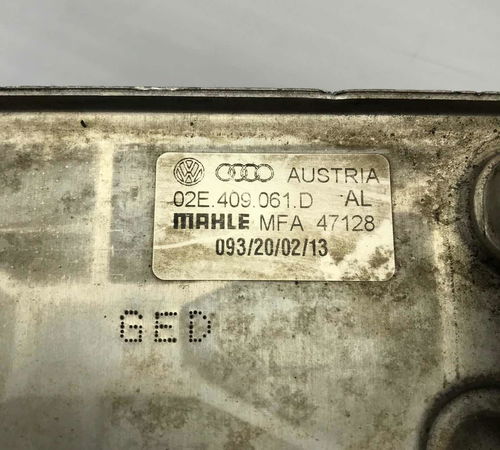 AUSTRIA
02E.409.061.D AL
MAHLE MFA 47128
093/20/02/13
GED